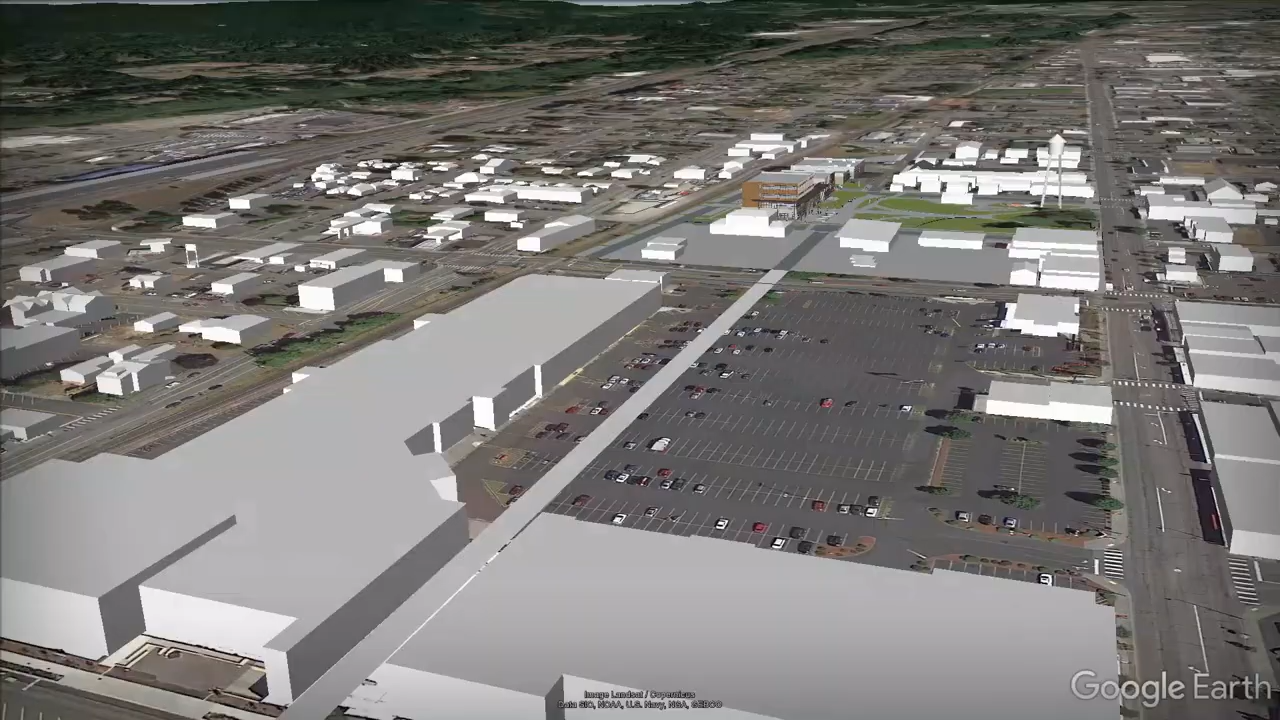 Image Landsat / Copernicus
Data SIO, NOAA, U.S. Navy, NGA, GEBCO
Google Earth